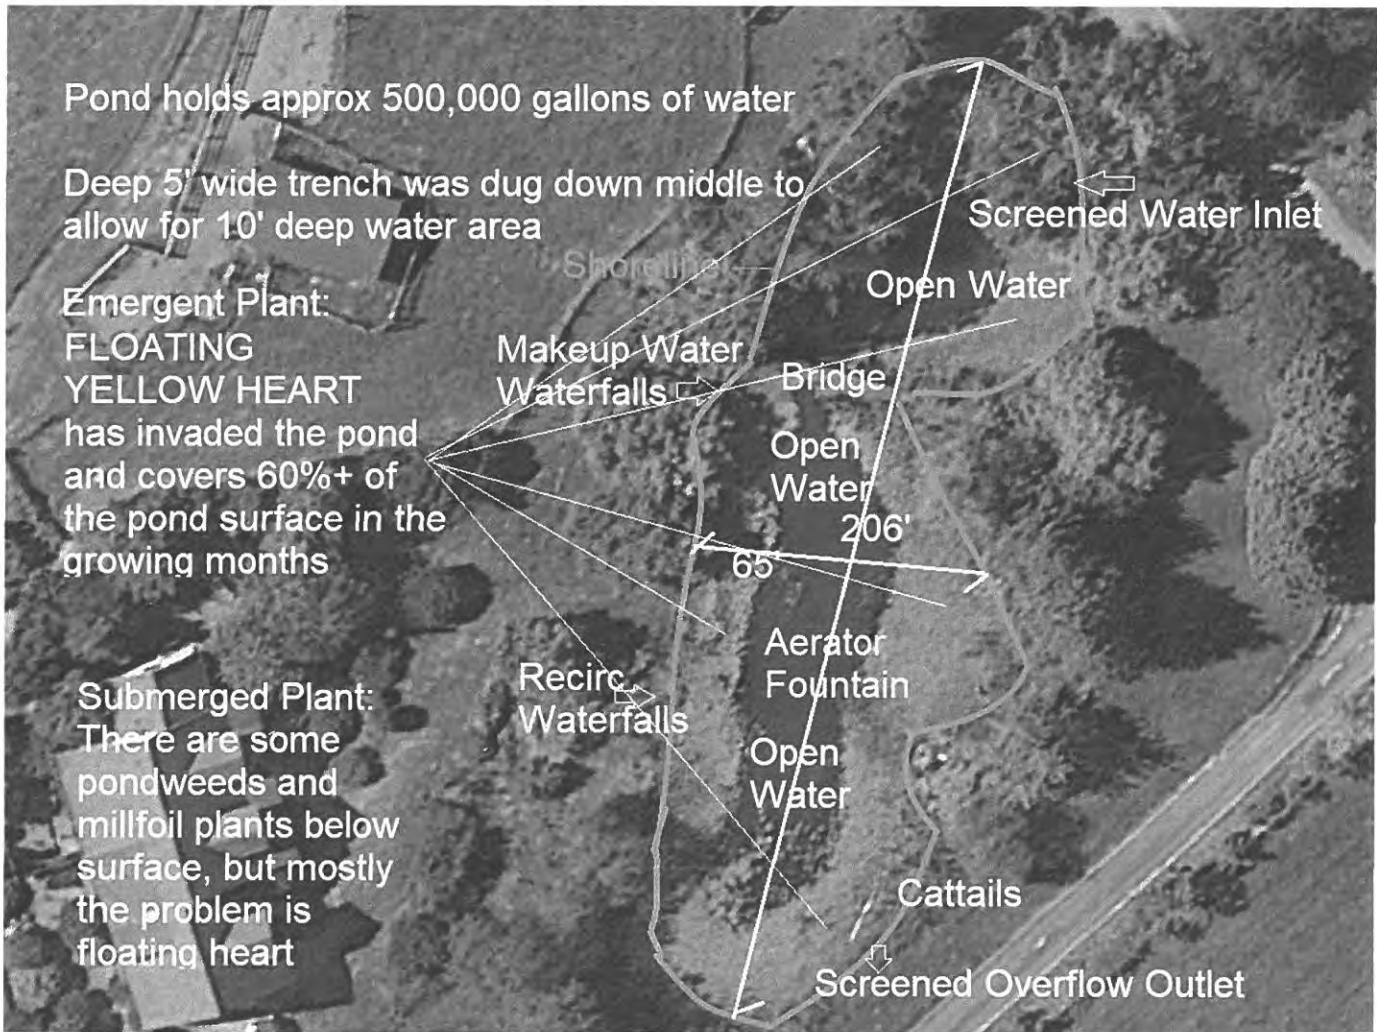 Pond holds approx 500,000 gallons of water
Deep 5' wide trench was dug down middle to
allow for 10' deep water area
Screened Water Inlet
Shoreline
Open Water
Emergent Plant:
FLOATING
YELLOW HEART
has invaded the pond
and covers 60%+ of
the pond surface in the
growing months
Makeup Water
Waterfalls
Bridge
Open
Water
206'
65'
Aerator
Fountain
Recirc
Waterfalls
Submerged Plant:
There are some
pondweeds and
millfoil plants below
surface, but mostly
the problem is
floating heart
Open
Water
Cattails
Screened Overflow Outlet